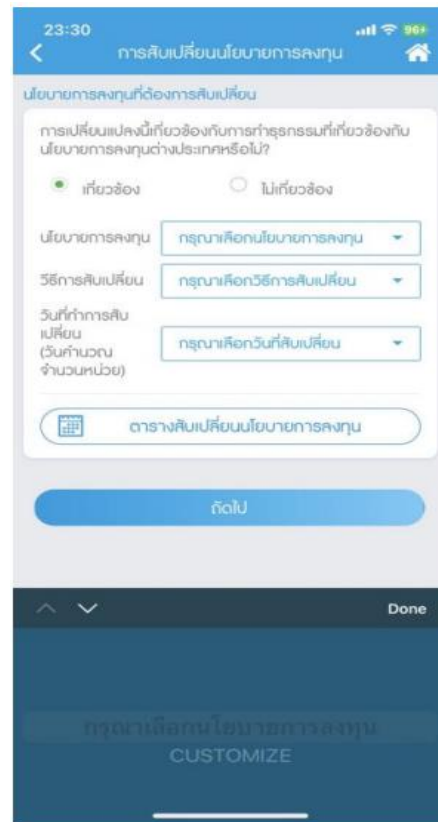 23:30
96
การสับเปลี่ยนนโยบายการลงทุน
นโยบายการลงทุนที่ต้องการสับเปลี่ยน
การเปลี่ยนแปลงนี้เกี่ยวข้องกับการทำธุรกรรมที่เกี่ยวข้องกับ
นโยบายการลงทุนต่างประเทศหรือไม่?
เกี่ยวข้อง
ไม่เกี่ยวข้อง
นโยบายการลงทุน
กรุณาเลือกนโยบายการลงทุน
วิธีการสับเปลี่ยน
กรุณาเลือกวิธีการสับเปลี่ยน
วันที่ทำการสับ
เปลี่ยน
(วันคำนวณ
จำนวนหน่วย)
กรุณาเลือกวันที่สับเปลี่ยน
ตารางสับเปลี่ยนนโยบายการลงทุน
ถัดไป
Done
กรุณาเลือกนโยบายการลงทุน
CUSTOMIZE